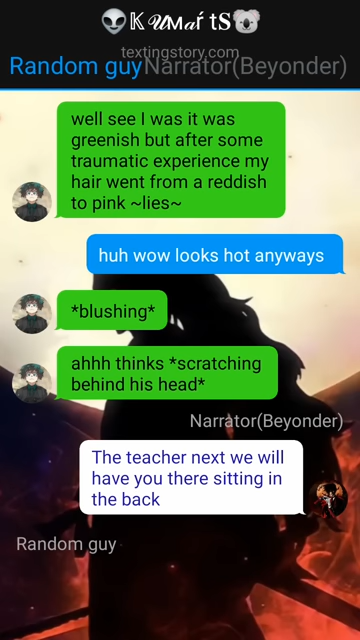 👽𝕂 𝓤ᴍ𝑎ŕ t𝐒🐨
textingstory.com
Random guy Narrator(Beyonder)
well see I was it was
greenish but after some
traumatic experience my
hair went from a reddish
to pink ~lies~
huh wow looks hot anyways
*blushing*
ahhh thinks *scratching
behind his head*
Narrator(Beyonder)
The teacher next we will
have you there sitting in
the back
Random guy